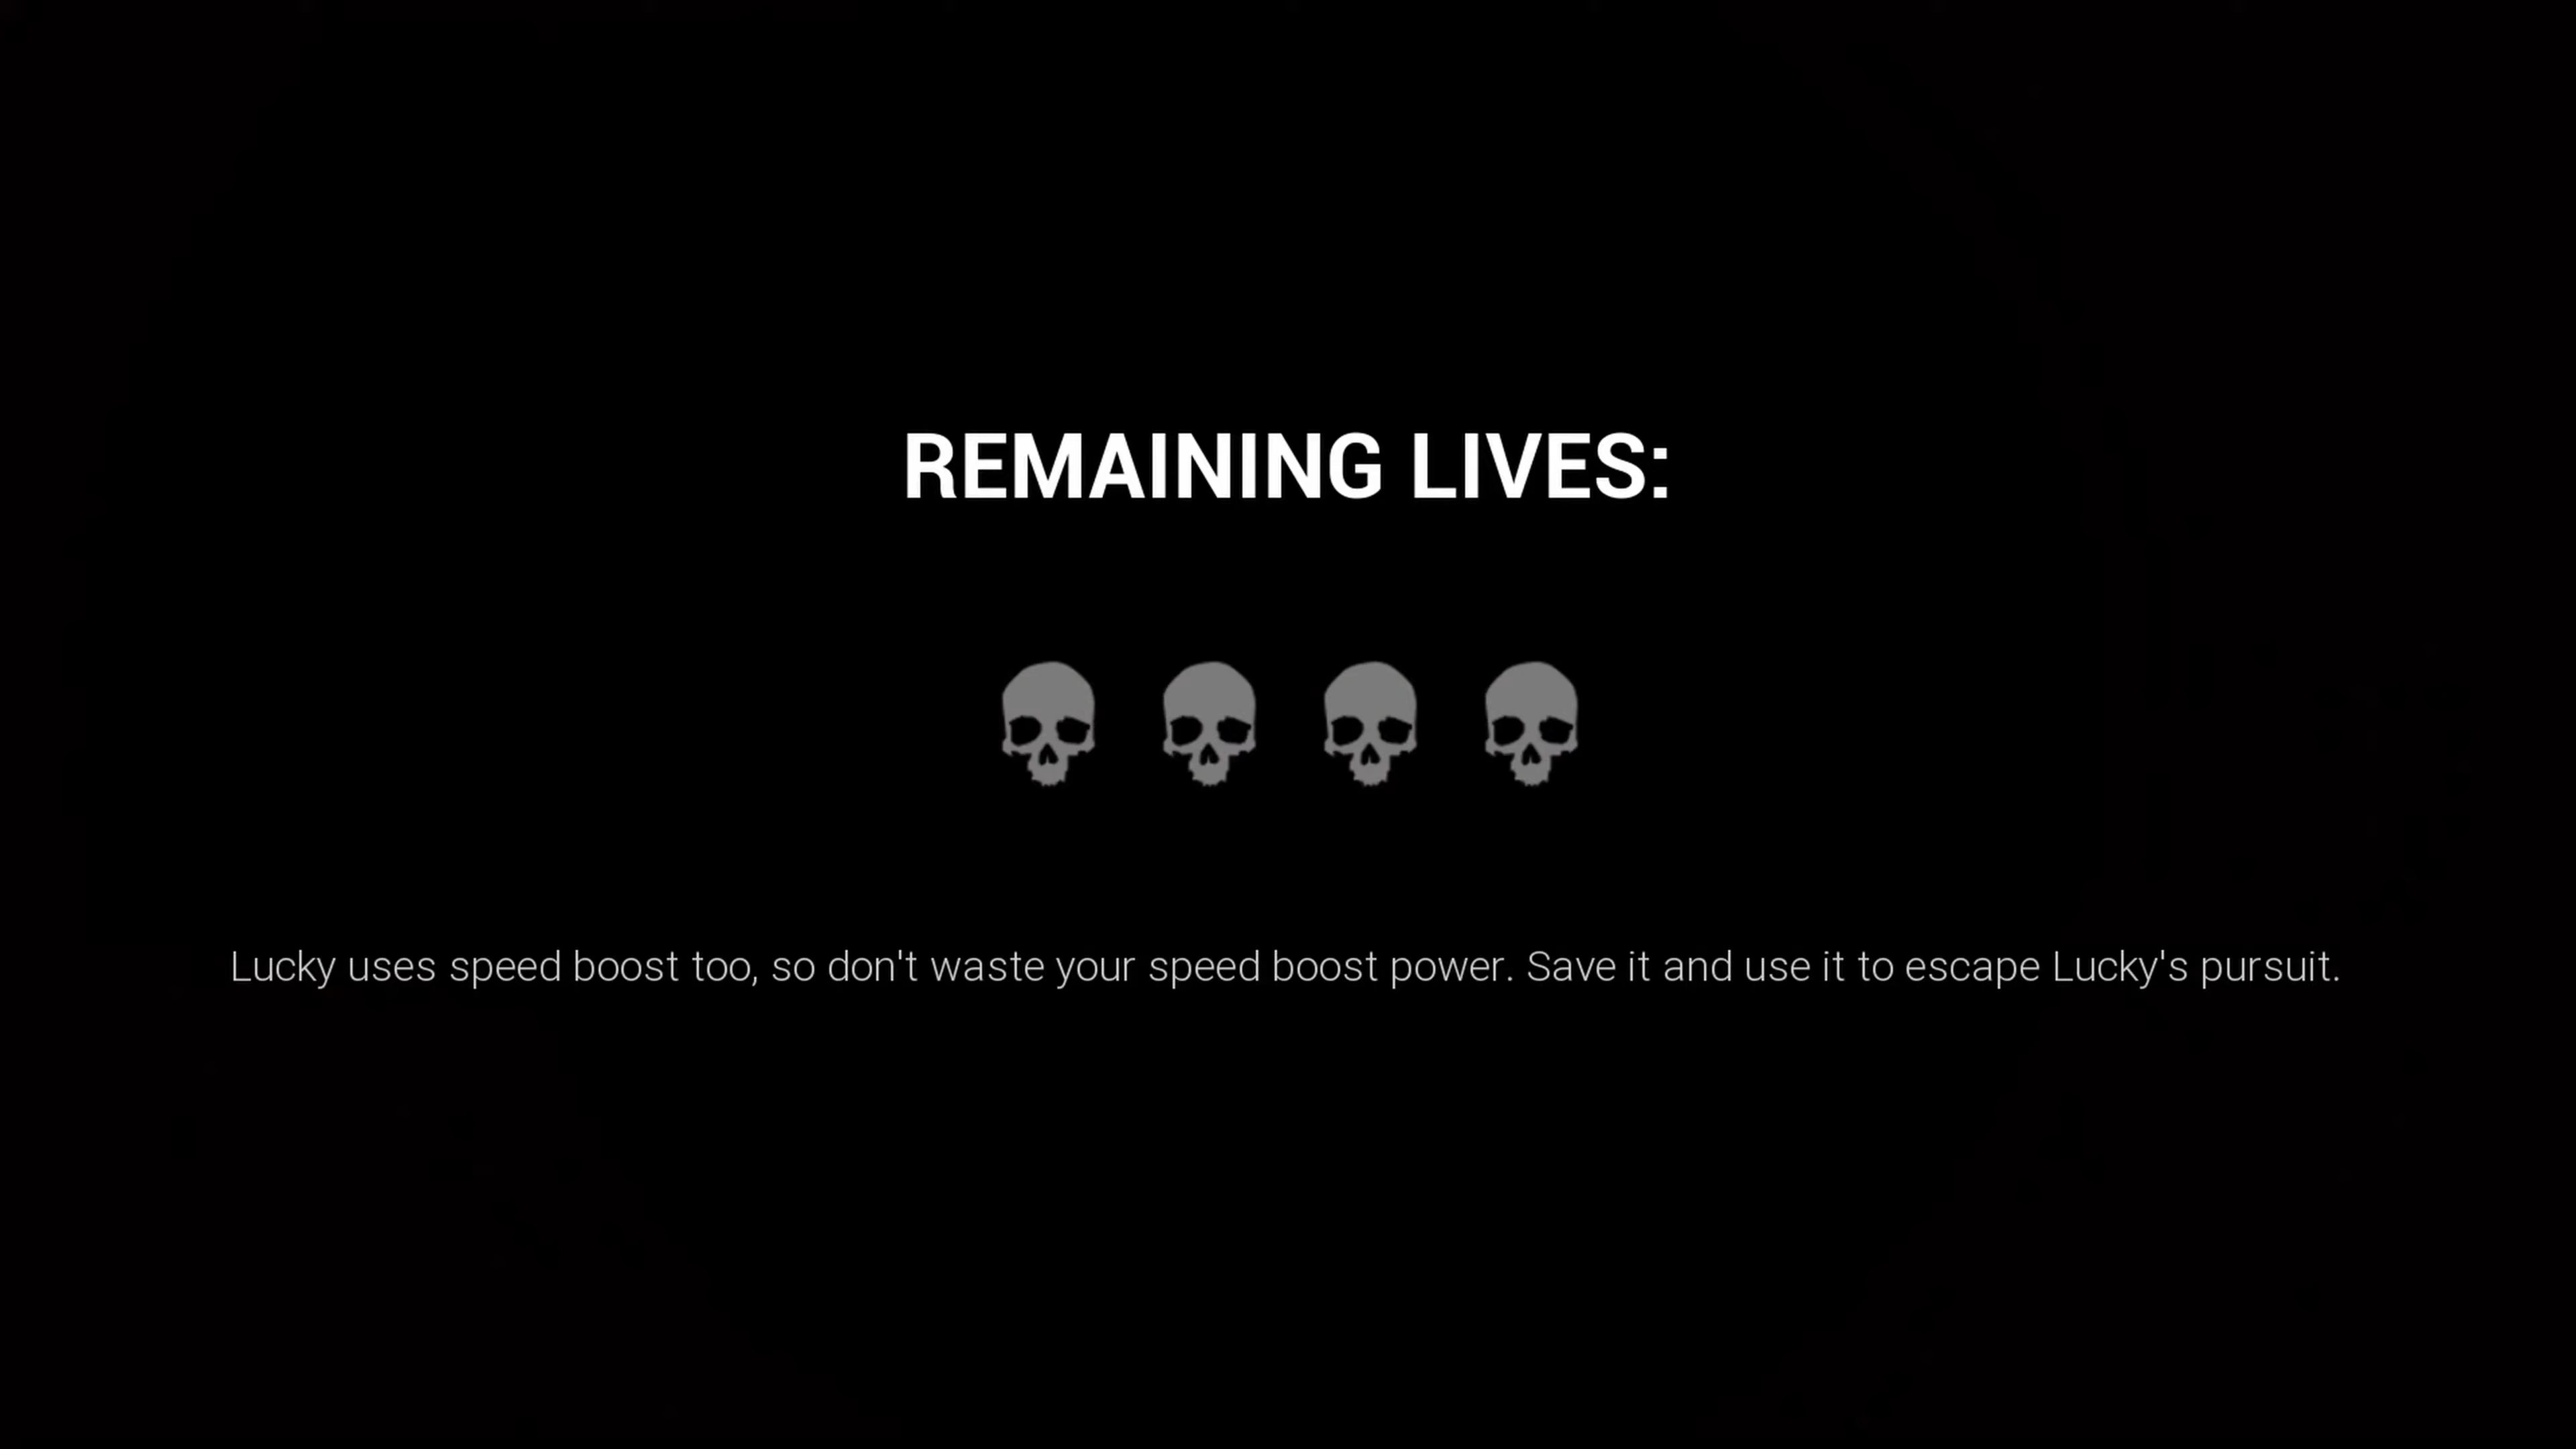 REMAINING LIVES:
Lucky uses speed boost too, so don't waste your speed boost power. Save it and use it to escape Lucky's pursuit.